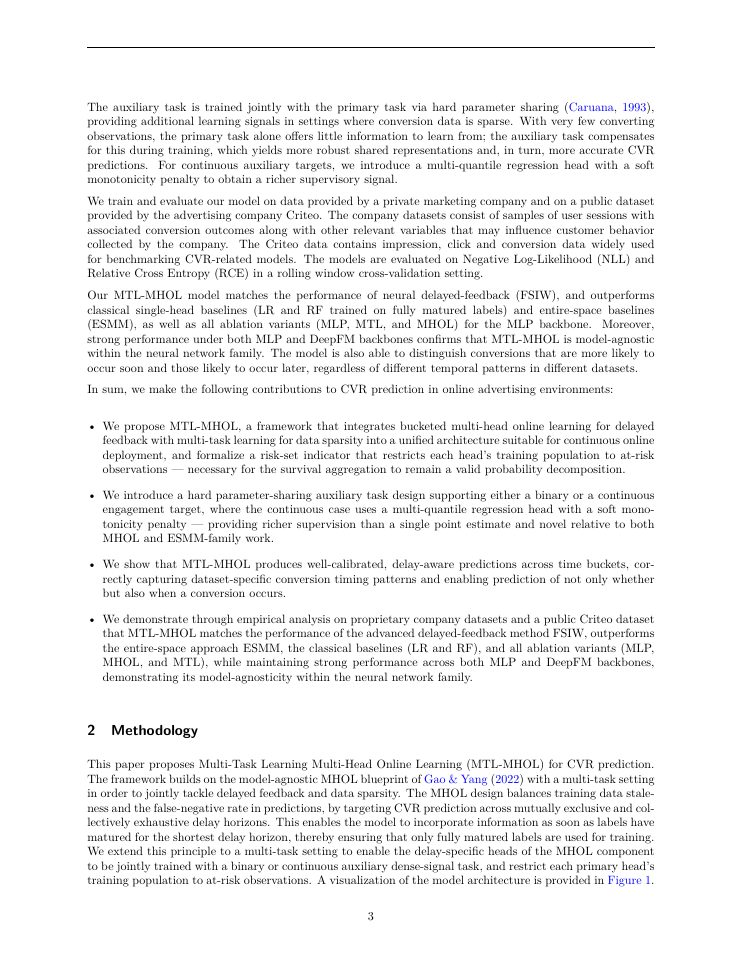 The auxiliary task is trained jointly with the primary task via hard parameter sharing (Caruana, 1993),
providing additional learning signals in settings where conversion data is sparse. With very few converting
observations, the primary task alone offers little information to learn from; the auxiliary task compensates
for this during training, which yields more robust shared representations and, in turn, more accurate CVR
predictions. For continuous auxiliary targets, we introduce a multi-quantile regression head with a soft
monotonicity penalty to obtain a richer supervisory signal.
We train and evaluate our model on data provided by a private marketing company and on a public dataset
provided by the advertising company Criteo. The company datasets consist of samples of user sessions with
associated conversion outcomes along with other relevant variables that may influence customer behavior
collected by the company. The Criteo data contains impression, click and conversion data widely used
for benchmarking CVR-related models. The models are evaluated on Negative Log-Likelihood (NLL) and
Relative Cross Entropy (RCE) in a rolling window cross-validation setting.
Our MTL-MHOL model matches the performance of neural delayed-feedback (FSIW), and outperforms
classical single-head baselines (LR and RF trained on fully matured labels) and entire-space baselines
(ESMM), as well as all ablation variants (MLP, MTL, and MHOL) for the MLP backbone. Moreover,
strong performance under both MLP and DeepFM backbones confirms that MTL-MHOL is model-agnostic
within the neural network family. The model is also able to distinguish conversions that are more likely to
occur soon and those likely to occur later, regardless of different temporal patterns in different datasets.
In sum, we make the following contributions to CVR prediction in online advertising environments:
• We propose MTL-MHOL, a framework that integrates bucketed multi-head online learning for delayed
feedback with multi-task learning for data sparsity into a unified architecture suitable for continuous online
deployment, and formalize a risk-set indicator that restricts each head's training population to at-risk
observations — necessary for the survival aggregation to remain a valid probability decomposition.
• We introduce a hard parameter-sharing auxiliary task design supporting either a binary or a continuous
engagement target, where the continuous case uses a multi-quantile regression head with a soft mono-
tonicity penalty — providing richer supervision than a single point estimate and novel relative to both
MHOL and ESMM-family work.
• We show that MTL-MHOL produces well-calibrated, delay-aware predictions across time buckets, cor-
rectly capturing dataset-specific conversion timing patterns and enabling prediction of not only whether
but also when a conversion occurs.
• We demonstrate through empirical analysis on proprietary company datasets and a public Criteo dataset
that MTL-MHOL matches the performance of the advanced delayed-feedback method FSIW, outperforms
the entire-space approach ESMM, the classical baselines (LR and RF), and all ablation variants (MLP,
MHOL, and MTL), while maintaining strong performance across both MLP and DeepFM backbones,
demonstrating its model-agnosticity within the neural network family.
2 Methodology
This paper proposes Multi-Task Learning Multi-Head Online Learning (MTL-MHOL) for CVR prediction.
The framework builds on the model-agnostic MHOL blueprint of Gao & Yang (2022) with a multi-task setting
in order to jointly tackle delayed feedback and data sparsity. The MHOL design balances training data stale-
ness and the false-negative rate in predictions, by targeting CVR prediction across mutually exclusive and col-
lectively exhaustive delay horizons. This enables the model to incorporate information as soon as labels have
matured for the shortest delay horizon, thereby ensuring that only fully matured labels are used for training.
We extend this principle to a multi-task setting to enable the delay-specific heads of the MHOL component
to be jointly trained with a binary or continuous auxiliary dense-signal task, and restrict each primary head's
training population to at-risk observations. A visualization of the model architecture is provided in Figure 1.
3